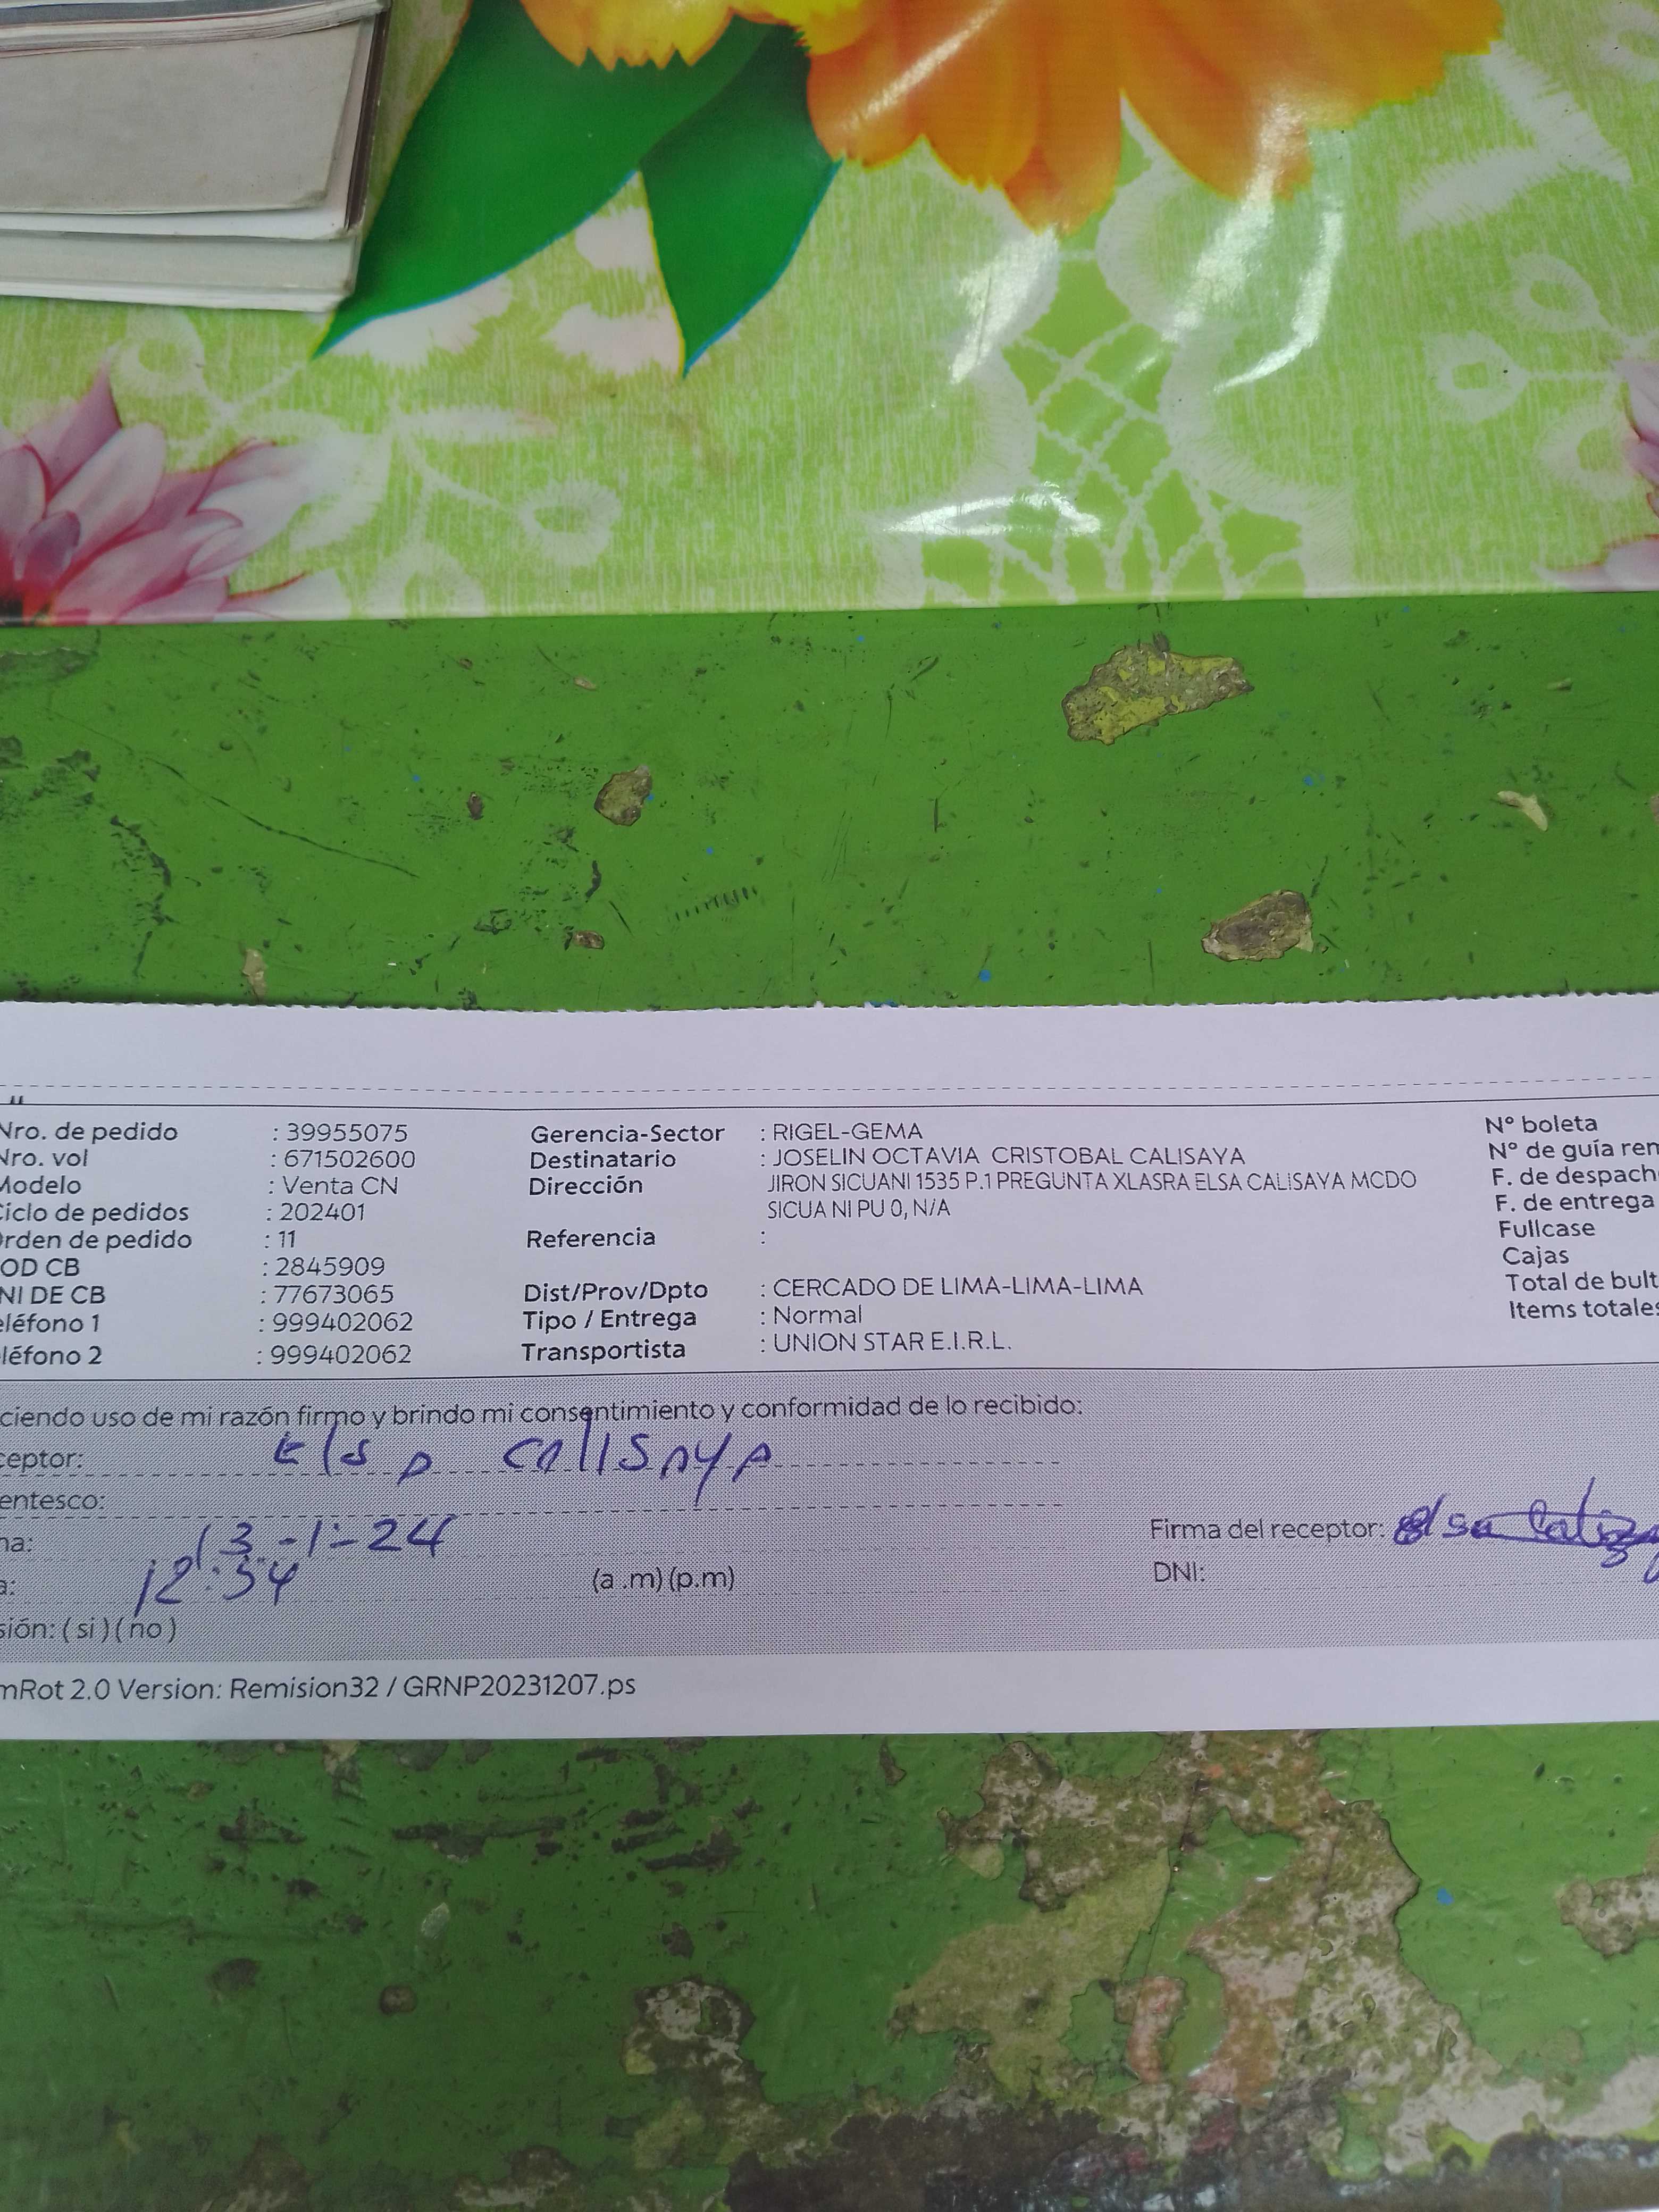 Nro. de pedido : 39955075 Gerencia-Sector : RIGEL-GEMA N° boleta
Nro. vol : 671502600 Destinatario : JOSELIN OCTAVIA CRISTOBAL CALISAYA N° de guía rem
Modelo : Venta CN Dirección JIRON SICUANI 1535 P.1 PREGUNTA XLASRA ELSA CALISAYA MCDO F. de despach
Ciclo de pedidos : 202401 SICUA NI PU 0, N/A F. de entrega
rden de pedido : 11 Referencia : Fullcase
OD CB : 2845909 Cajas
NI DE CB : 77673065 Dist/Prov/Dpto : CERCADO DE LIMA-LIMA-LIMA Total de bult
eléfono 1 : 999402062 Tipo / Entrega : Normal Items totales
léfono 2 : 999402062 Transportista : UNION STAR E.I.R.L.
ciendo uso de mi razón firmo y brindo mi consentimiento y conformidad de lo recibido:
ceptor: Elsa Calisaya
entesco:
ha: 13-1-24 Firma del receptor: elsa
a: 12:54 (a .m) (p.m) DNI:
sión: ( si ) ( no )
mRot 2.0 Version: Remision32 / GRNP20231207.ps